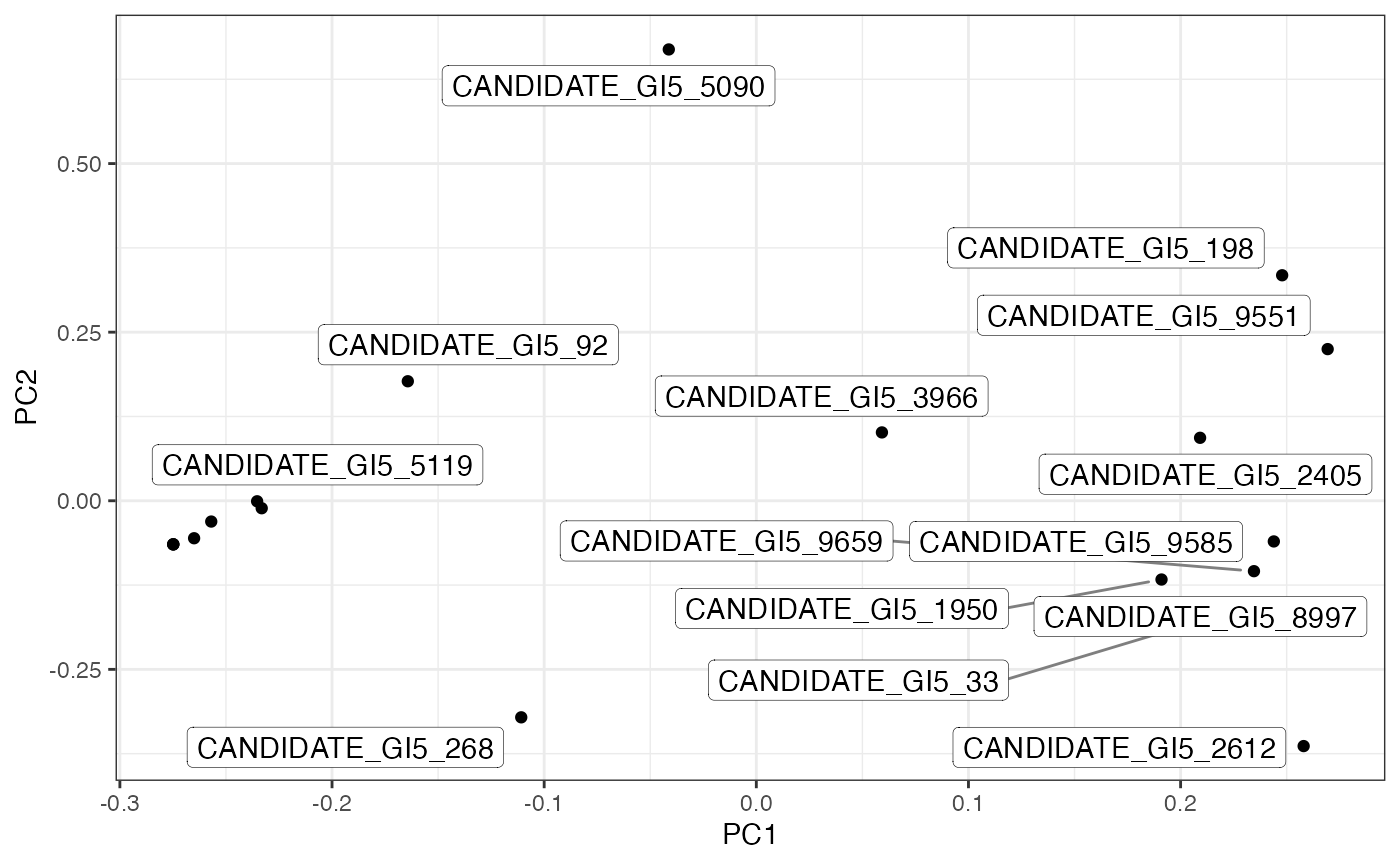 CANDIDATE_GI5_5090
0.50
CANDIDATE_GI5_198
CANDIDATE_GI5_9551
0.25
CANDIDATE_GI5_92
CANDIDATE_GI5_3966
PC2
CANDIDATE_GI5_5119
CANDIDATE_GI5_2405
0.00
CANDIDATE_GI5_9659
CANDIDATE_GI5_9585
CANDIDATE_GI5_1950
CANDIDATE_GI5_8997
-0.25
CANDIDATE_GI5_33
CANDIDATE_GI5_268
CANDIDATE_GI5_2612
-0.3 -0.2 -0.1 0.0 0.1 0.2
PC1